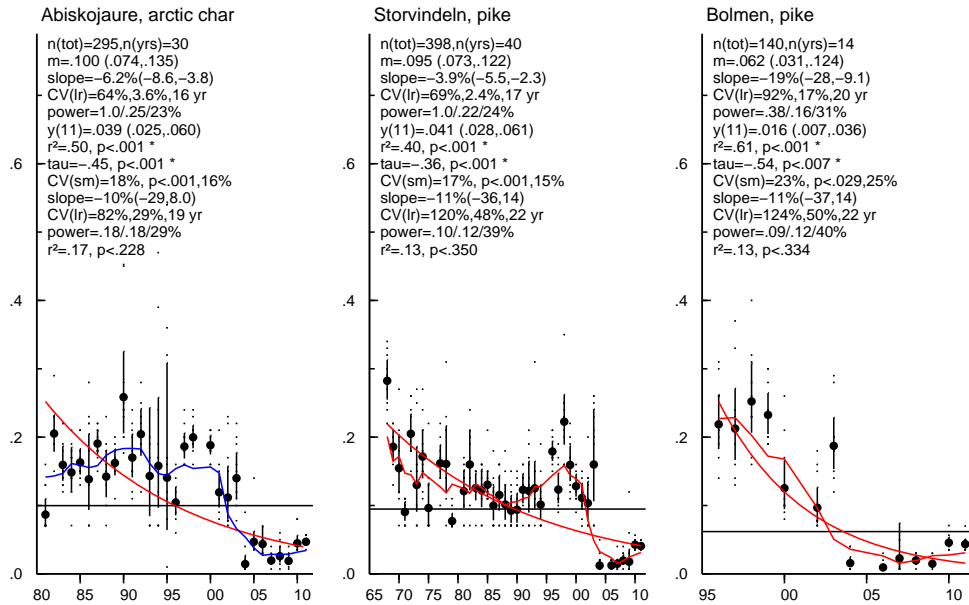 Abiskojaure, arctic char
n(tot)=295,n(yrs)=30
m=.100 (.074,.135)
slope=−6.2%(−8.6,−3.8)
CV(lr)=64%,3.6%,16 yr
power=1.0/.25/23%
y(11)=.039 (.025,.060)
r²=.50, p<.001 *
tau=−.45, p<.001 *
CV(sm)=18%, p<.001,16%
slope=−10%(−29,8.0)
CV(lr)=82%,29%,19 yr
power=.18/.18/29%
r²=.17, p<.228
.6
.4
.2
.0
80 85 90 95 00 05 10
Storvindeln, pike
n(tot)=398,n(yrs)=40
m=.095 (.073,.122)
slope=−3.9%(−5.5,−2.3)
CV(lr)=69%,2.4%,17 yr
power=1.0/.22/24%
y(11)=.041 (.028,.061)
r²=.40, p<.001 *
tau=−.36, p<.001 *
CV(sm)=17%, p<.001,15%
slope=−11%(−36,14)
CV(lr)=120%,48%,22 yr
power=.10/.12/39%
r²=.13, p<.350
.6
.4
.2
.0
65 70 75 80 85 90 95 00 05 10
Bolmen, pike
n(tot)=140,n(yrs)=14
m=.062 (.031,.124)
slope=−19%(−28,−9.1)
CV(lr)=92%,17%,20 yr
power=.38/.16/31%
y(11)=.016 (.007,.036)
r²=.61, p<.001 *
tau=−.54, p<.007 *
CV(sm)=23%, p<.029,25%
slope=−11%(−37,14)
CV(lr)=124%,50%,22 yr
power=.09/.12/40%
r²=.13, p<.334
.6
.4
.2
.0
95 00 05 10